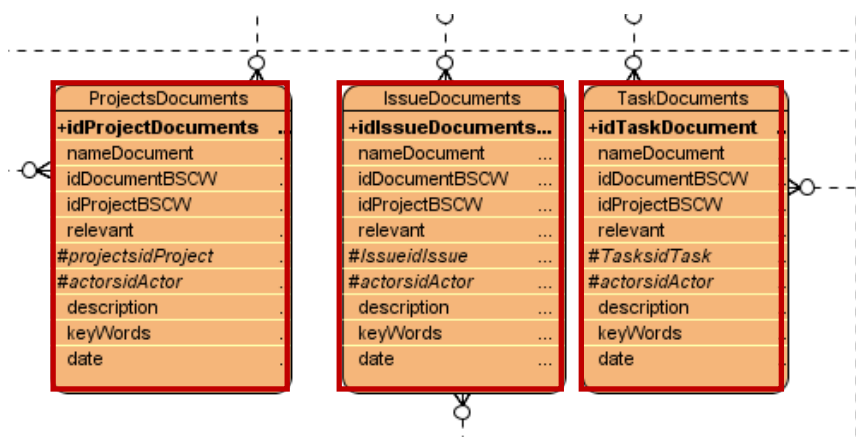 ProjectsDocuments
+idProjectDocuments ...
nameDocument
idDocumentBSCW
idProjectBSCW
relevant
#projectsidProject
#actorsidActor
description
keyWords
date
IssueDocuments
+idIssueDocuments...
nameDocument ...
idDocumentBSCW ...
idProjectBSCW ...
relevant ...
#IssueidIssue ...
#actorsidActor ...
description ...
keyWords ...
date ...
TaskDocuments
+idTaskDocument
nameDocument
idDocumentBSCW
idProjectBSCW
relevant
#TasksidTask
#actorsidActor
description
keyWords
date